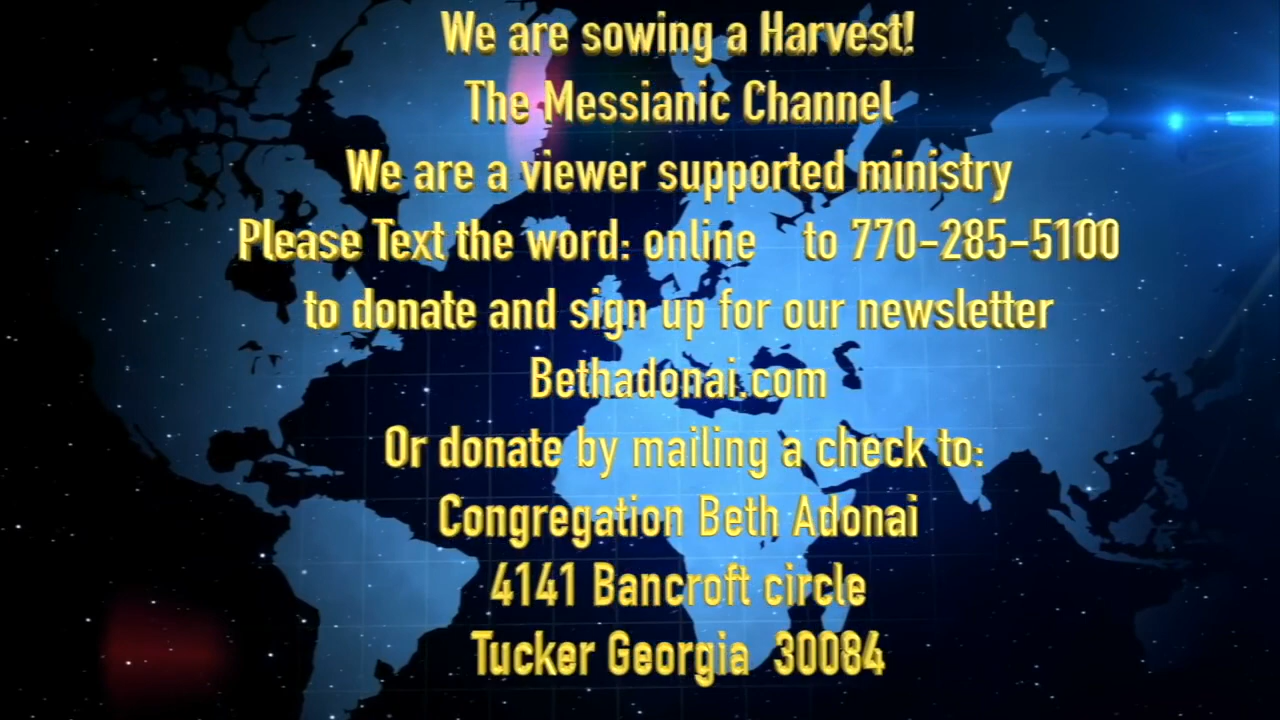 We are sowing a Harvest!
The Messianic Channel
We are a viewer supported ministry
Please Text the word: online to 770-285-5100
to donate and sign up for our newsletter
Bethadonai.com
Or donate by mailing a check to:
Congregation Beth Adonai
4141 Bancroft circle
Tucker Georgia 30084